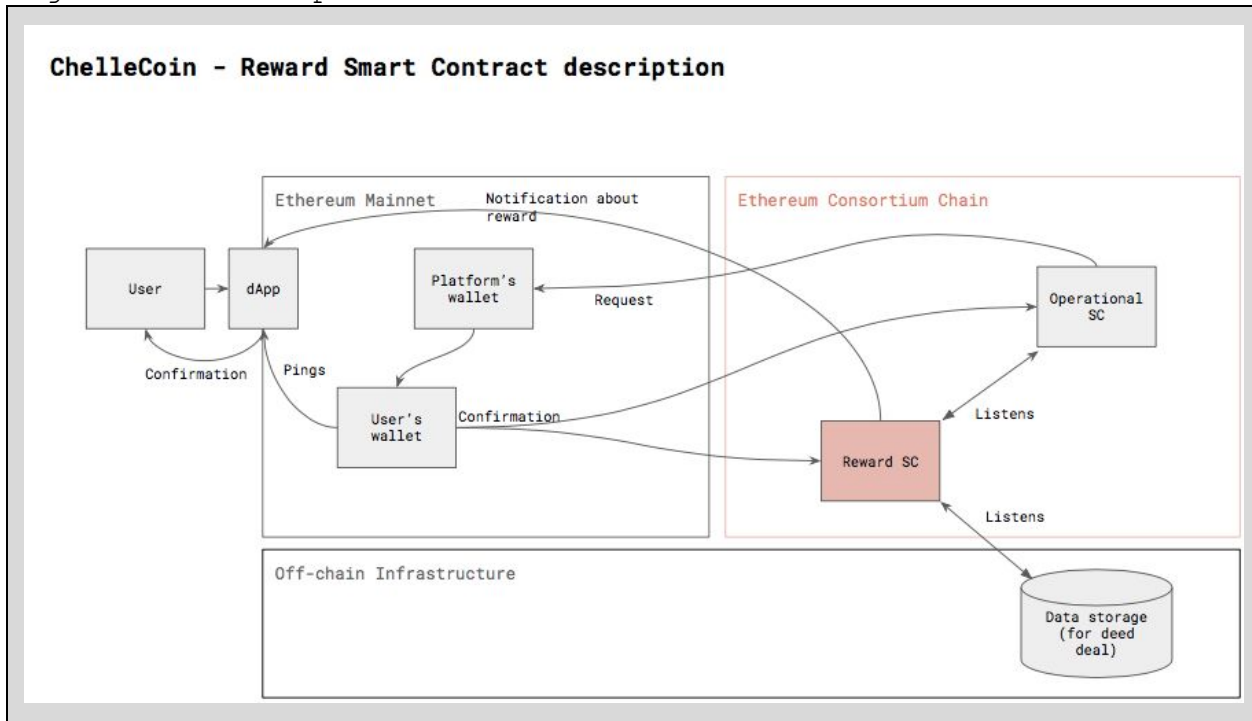 ChelleCoin - Reward Smart Contract description
Ethereum Mainnet
Notification about
reward
Ethereum Consortium Chain
User
dApp
Platform's
wallet
Request
Operational
SC
Confirmation
Pings
User's
wallet
Confirmation
Listens
Reward SC
Listens
Off-chain Infrastructure
Data storage
(for deed
deal)